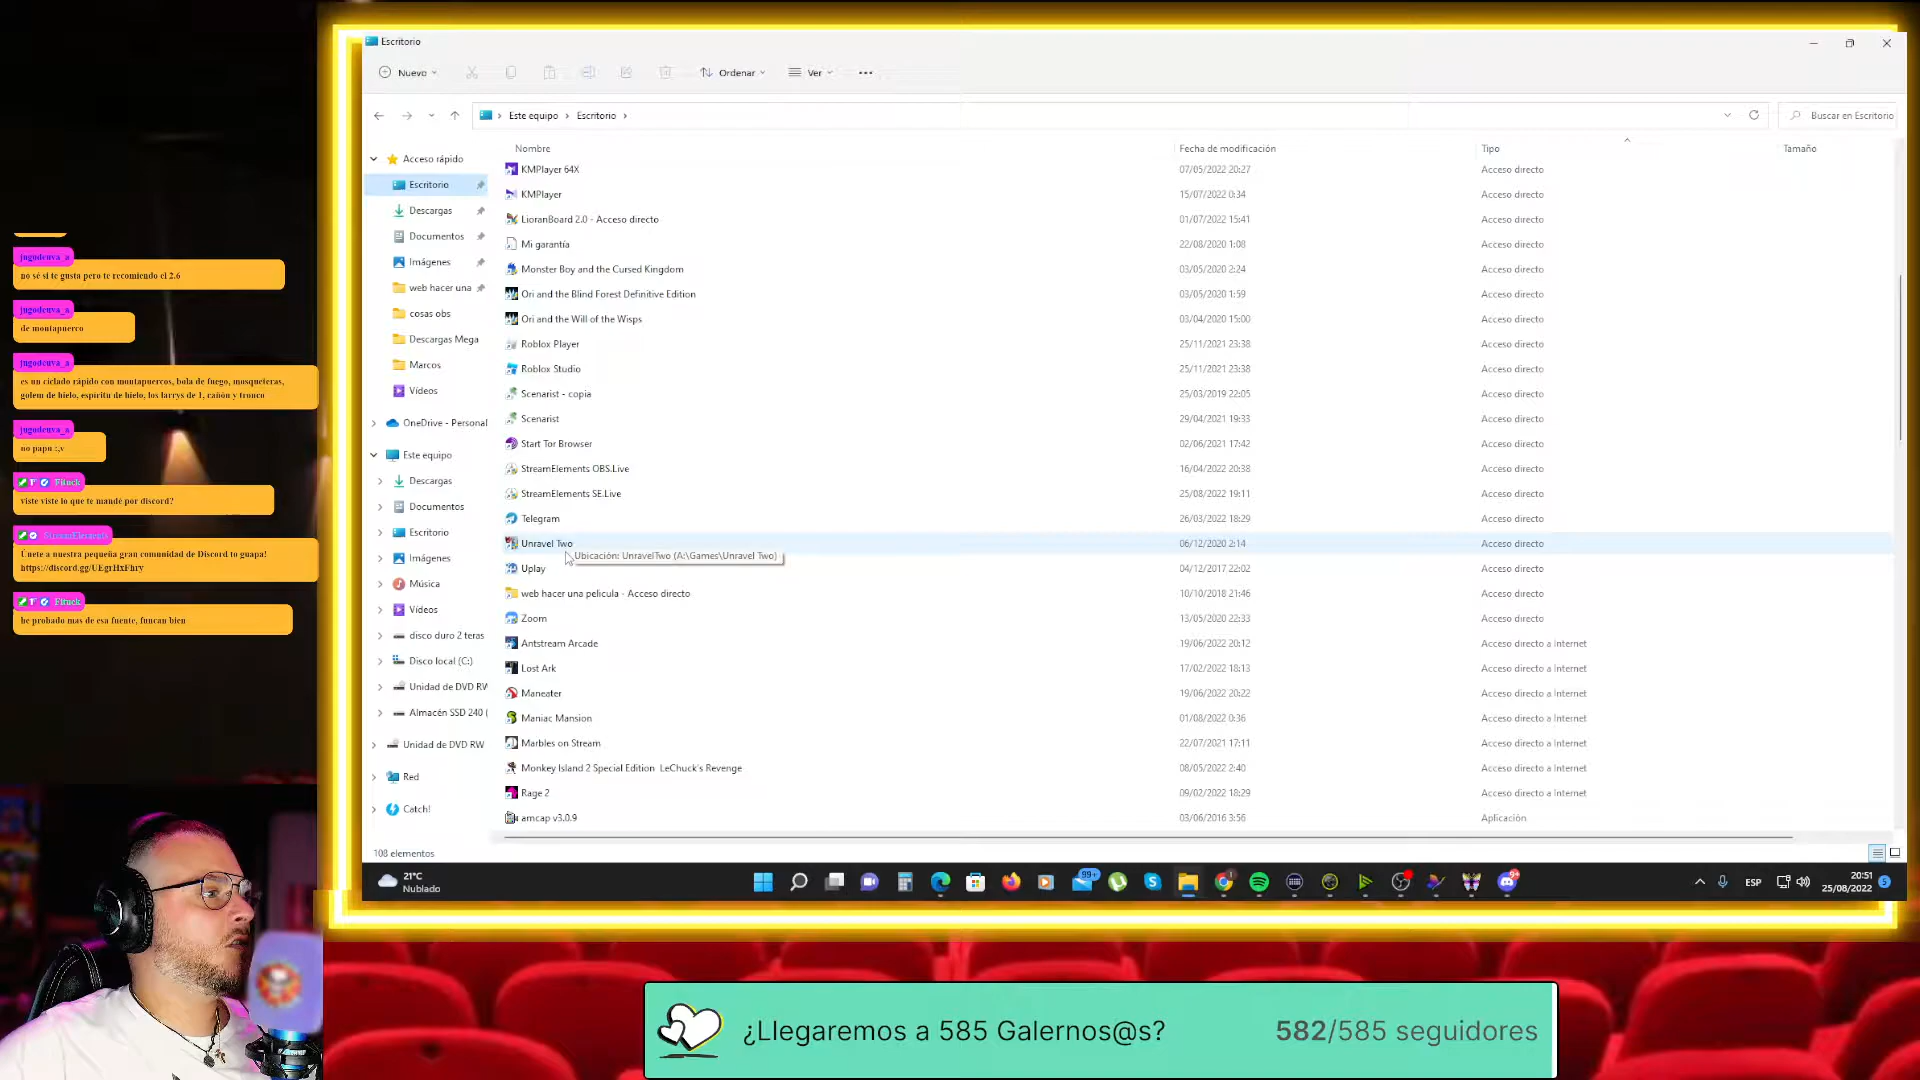 jugodeuva_a
no sé si te gusta pero te recomiendo el 2.6
jugodeuva_a
de montapuerco
jugodeuva_a
es un ciclado rápido con montapuercos, bola de fuego, mosqueteras,
golem de hielo, espíritu de hielo, los larrys de 1, cañón y tronco
jugodeuva_a
no papu :,v
Fituck
viste viste lo que te mandé por discord?
StreamElements
Únete a nuestra pequeña gran comunidad de Discord to guapa!
https://discord.gg/UEgrHxFhry
Fituck
he probado mas de esa fuente, funcan bien
Escritorio
Nuevo
Ordenar
Ver
Este equipo > Escritorio >
Buscar en Escritorio
Nombre Fecha de modificación Tipo Tamaño
Acceso rápido
Escritorio
Descargas
Documentos
Imágenes
web hacer una
cosas obs
Descargas Mega
Marcos
Vídeos
OneDrive - Personal
Este equipo
Descargas
Documentos
Escritorio
Imágenes
Música
Vídeos
disco duro 2 teras
Disco local (C:)
Unidad de DVD RW
Almacén SSD 240 (
Unidad de DVD RW
Red
Catch!
KMPlayer 64X 07/05/2022 20:27 Acceso directo
KMPlayer 15/07/2022 0:34 Acceso directo
LioranBoard 2.0 - Acceso directo 01/07/2022 15:41 Acceso directo
Mi garantía 22/08/2020 1:08 Acceso directo
Monster Boy and the Cursed Kingdom 03/05/2020 2:24 Acceso directo
Ori and the Blind Forest Definitive Edition 03/05/2020 1:59 Acceso directo
Ori and the Will of the Wisps 03/04/2020 15:00 Acceso directo
Roblox Player 25/11/2021 23:38 Acceso directo
Roblox Studio 25/11/2021 23:38 Acceso directo
Scenarist - copia 25/03/2019 22:05 Acceso directo
Scenarist 29/04/2021 19:33 Acceso directo
Start Tor Browser 02/06/2021 17:42 Acceso directo
StreamElements OBS.Live 16/04/2022 20:38 Acceso directo
StreamElements SE.Live 25/08/2022 19:11 Acceso directo
Telegram 26/03/2022 18:29 Acceso directo
Unravel Two 06/12/2020 2:14 Acceso directo
Ubicación: UnravelTwo (A:\Games\Unravel Two)
Uplay 04/12/2017 22:02 Acceso directo
web hacer una pelicula - Acceso directo 10/10/2018 21:46 Acceso directo
Zoom 13/05/2020 22:33 Acceso directo
Antstream Arcade 19/06/2022 20:12 Acceso directo a Internet
Lost Ark 17/02/2022 18:13 Acceso directo a Internet
Maneater 19/06/2022 20:22 Acceso directo a Internet
Maniac Mansion 01/08/2022 0:36 Acceso directo a Internet
Marbles on Stream 22/07/2021 17:11 Acceso directo a Internet
Monkey Island 2 Special Edition LeChuck's Revenge 08/05/2022 2:40 Acceso directo a Internet
Rage 2 09/02/2022 18:29 Acceso directo a Internet
amcap v3.0.9 03/06/2016 3:56 Aplicación
108 elementos
21°C
Nublado
99+
ESP
20:51
25/08/2022
5
¿Llegaremos a 585 Galernos@s? 582/585 seguidores